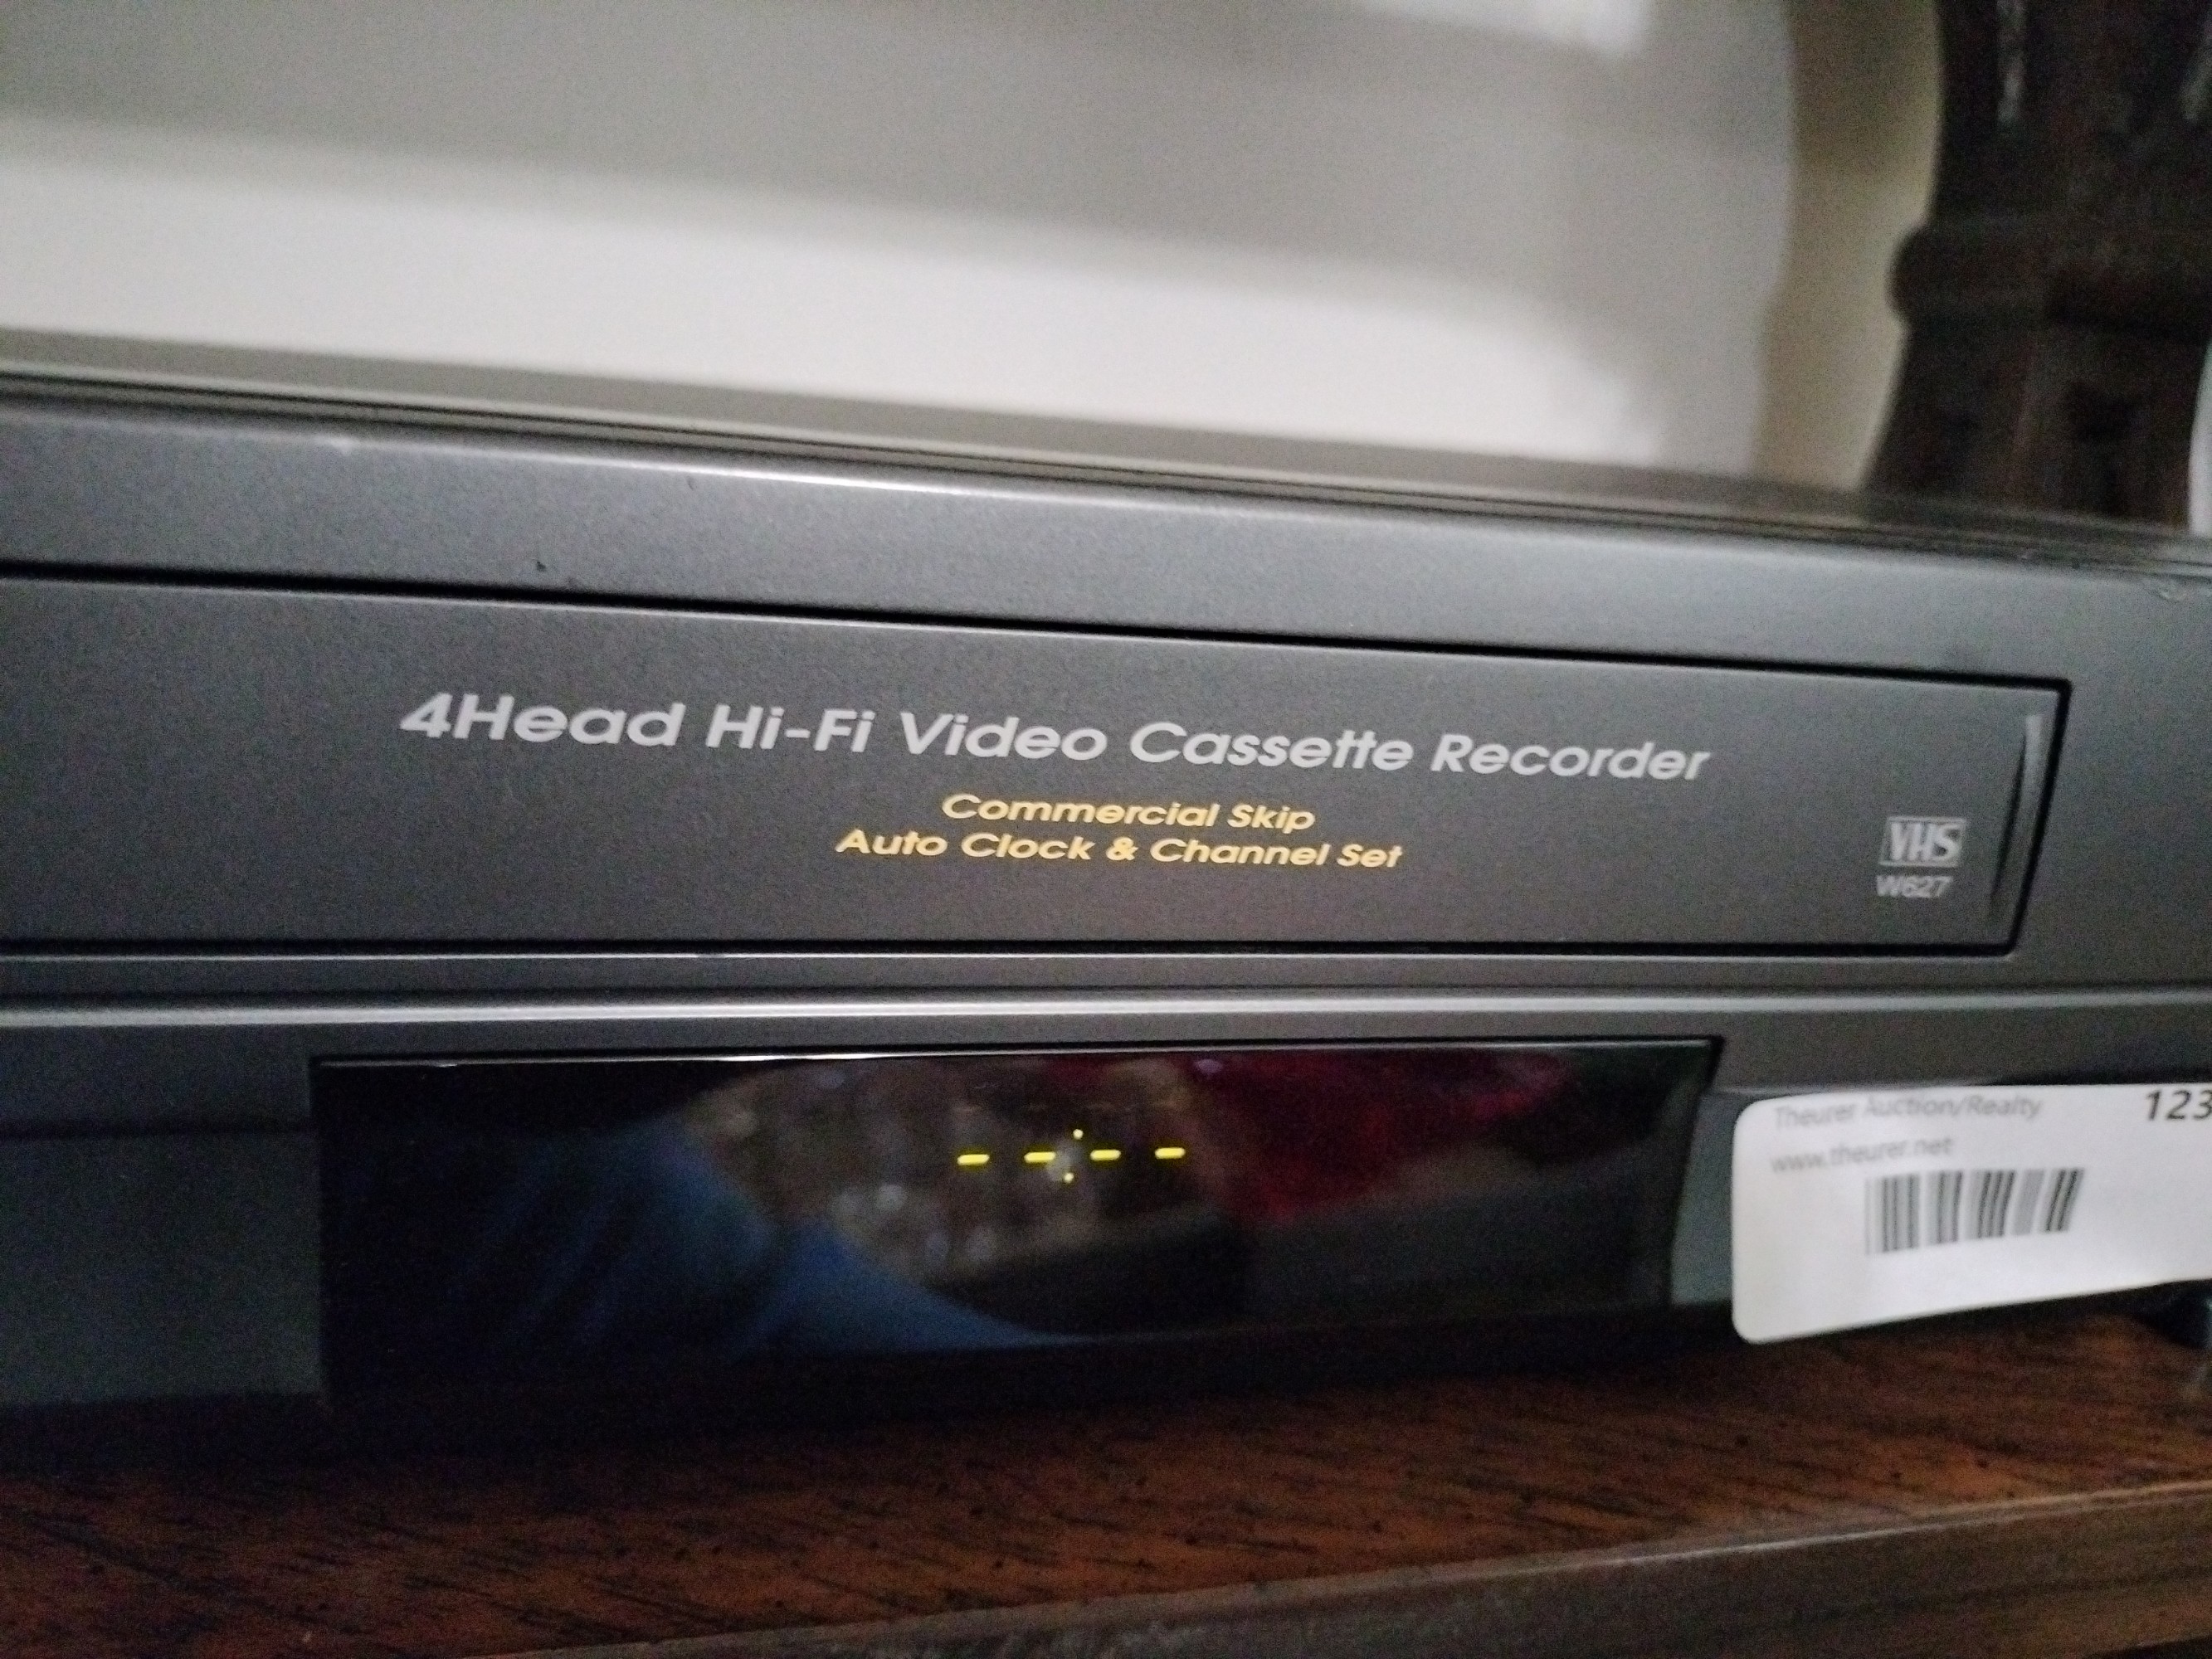 4Head Hi-Fi Video Cassette Recorder
Commercial Skip
Auto Clock & Channel Set
VHS
W627
--:--
Theurer Auction/Realty
123
www.theurer.net